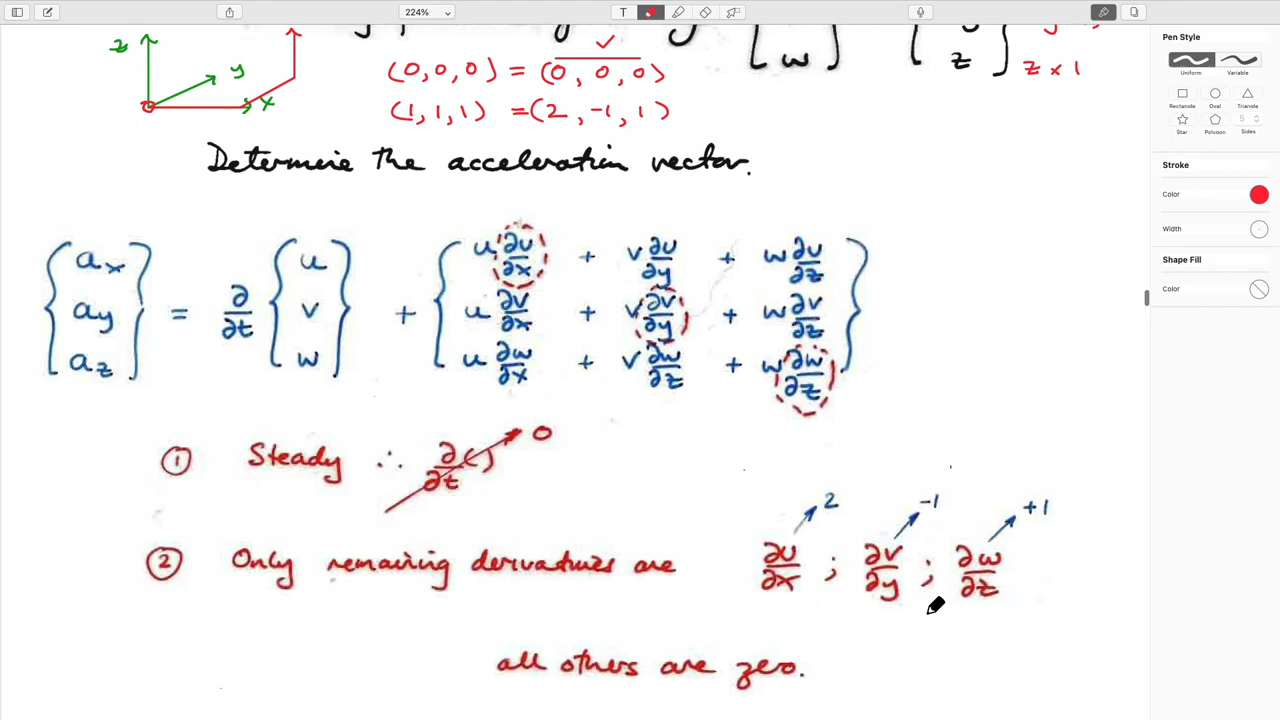 224%
T
Pen Style
Uniform Variable
Rectangle Oval Triangle
Star Polygon 5 Sides
Stroke
Color
Width
Shape Fill
Color
z y x
w z z x 1
(0,0,0) = (0, 0, 0)
(1,1,1) = (2, -1, 1)
Determine the acceleration vector.
{ax = ∂/∂t {u + { u ∂u/∂x + v ∂u/∂y + w ∂u/∂z }
ay v u ∂v/∂x + v ∂v/∂y + w ∂v/∂z
az} w} u ∂w/∂x + v ∂w/∂z + w ∂w/∂z
① Steady ∴ ∂/∂t ( ) 0
2 -1 +1
② Only remaining derivatives are ∂u/∂x ; ∂v/∂y ; ∂w/∂z
all others are zero.